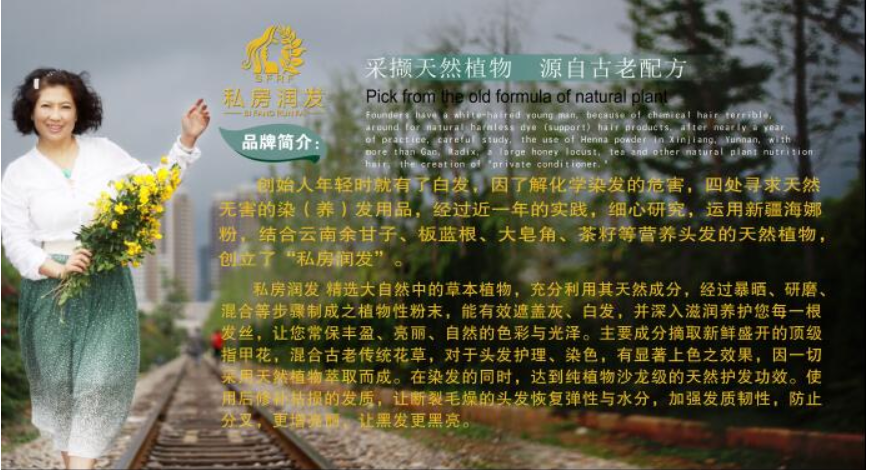 SFRF
私房润发
SIFANG RUNFA
采撷天然植物 源自古老配方
Pick from the old formula of natural plant
品牌简介:
Founders have a white-haired young man, because of chemical hair terrible,
around for natural harmless dye (support) hair products, after nearly a year
of practice, careful study, the use of Henna powder in Xinjiang, Yunnan, with
more than Gan, Radix, a large honey locust, tea and other natural plant nutrition
hair, the creation of "private conditioner."
创始人年轻时就有了白发，因了解化学染发的危害，四处寻求天然
无害的染（养）发用品，经过近一年的实践，细心研究，运用新疆海娜
粉，结合云南余甘子、板蓝根、大皂角、茶籽等营养头发的天然植物，
创立了“私房润发”。
私房润发 精选大自然中的草本植物，充分利用其天然成分，经过暴晒、研磨、
混合等步骤制成之植物性粉末，能有效遮盖灰、白发，并深入滋润养护您每一根
发丝，让您常保丰盈、亮丽、自然的色彩与光泽。主要成分摘取新鲜盛开的顶级
指甲花，混合古老传统花草，对于头发护理、染色，有显著上色之效果，因一切
采用天然植物萃取而成。在染发的同时，达到纯植物沙龙级的天然护发功效。使
用后修补枯损的发质，让断裂毛燥的头发恢复弹性与水分，加强发质韧性，防止
分叉，更增亮丽，让黑发更黑亮。